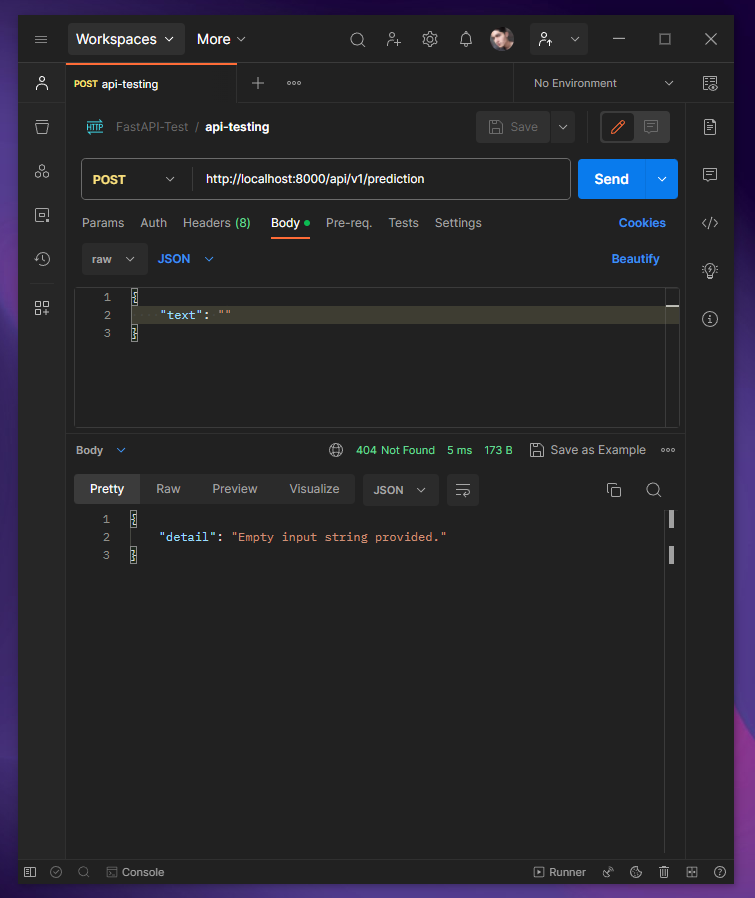 Workspaces More
POST api-testing No Environment
HTTP FastAPI-Test / api-testing Save
POST http://localhost:8000/api/v1/prediction Send
Params Auth Headers (8) Body Pre-req. Tests Settings Cookies
raw JSON Beautify
1 {
2 "text": ""
3 }
Body 404 Not Found 5 ms 173 B Save as Example
Pretty Raw Preview Visualize JSON
1 {
2 "detail": "Empty input string provided."
3 }
Console Runner